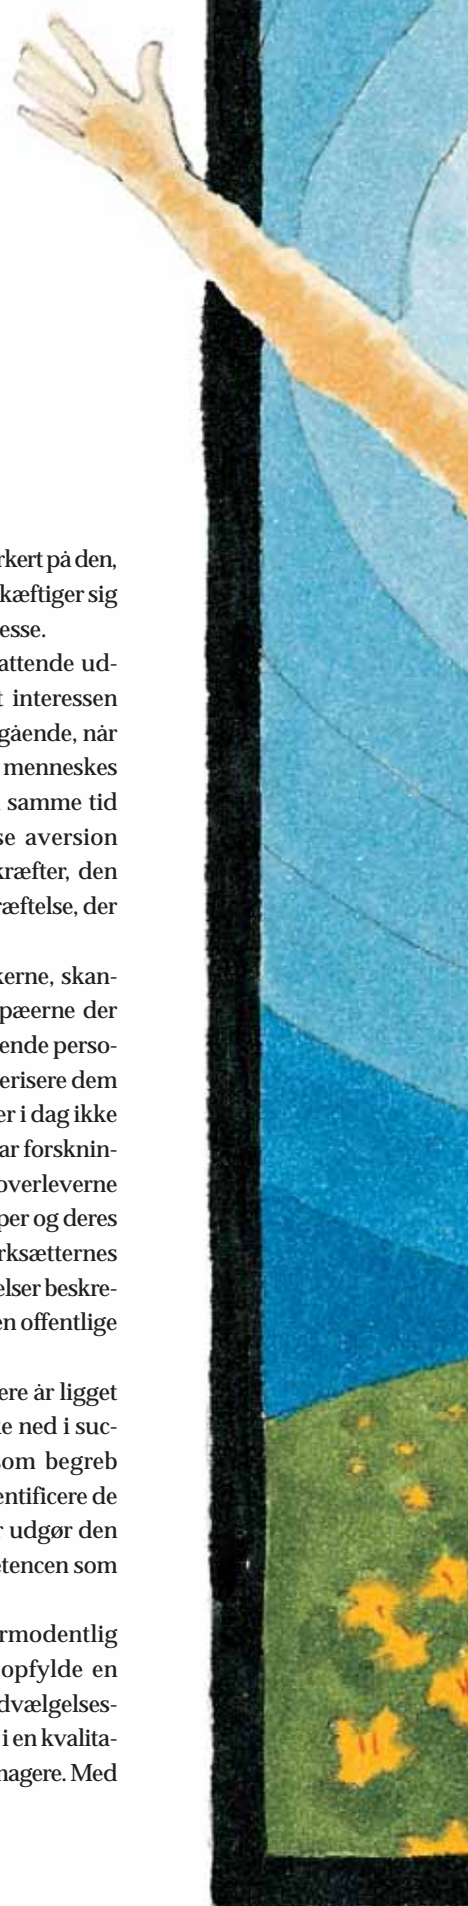 rkert på den,
kæftiger sig
esse.
attende ud-
t interessen
gående, når
menneskes
samme tid
se aversion
kræfter, den
ræftelse, der
kerne, skan-
pæerne der
ende perso-
erisere dem
er i dag ikke
ar forsknin-
overleverne
per og deres
rksætternes
elser beskre-
en offentlige
ere år ligget
ke ned i suc-
som begreb
entificere de
r udgør den
etencen som
rmodentlig
opfylde en
dvælgelses-
i en kvalita-
nagere. Med